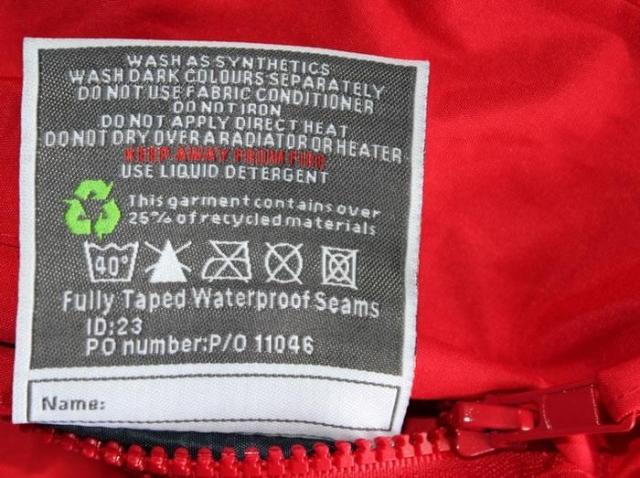 WASH AS SYNTHETICS
WASH DARK COLOURS SEPARATELY
DO NOT USE FABRIC CONDITIONER
DO NOT IRON
DO NOT APPLY DIRECT HEAT
DO NOT DRY OVER A RADIATOR OR HEATER
KEEP AWAY FROM FIRE
USE LIQUID DETERGENT
This garment contains over
25% of recycled materials
40°
Fully Taped Waterproof Seams
ID:23
PO number:P/O 11046
Name: